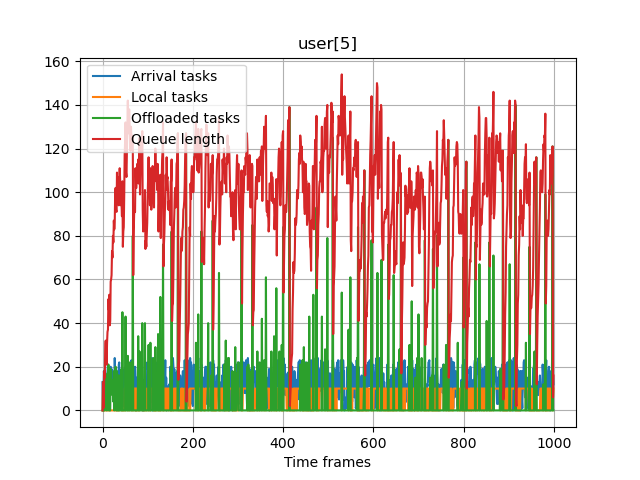 user[5]
Arrival tasks
Local tasks
Offloaded tasks
Queue length
160
140
120
100
80
60
40
20
0
0 200 400 600 800 1000
Time frames